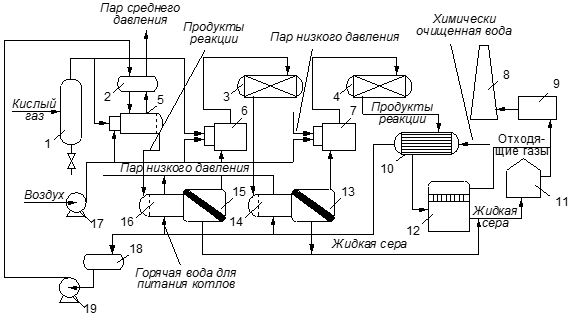 Пар среднего
давления
Продукты
реакции
Пар низкого давления
Химически
очищенная вода
Кислый
газ
1
2
5
3
6
4
7
8
9
Продукты
реакции
Отходя-
щие газы
10
11
12
Пар низкого давления
Воздух
17
16
15
14
13
Жидкая
сера
Жидкая сера
18
Горячая вода для
питания котлов
19